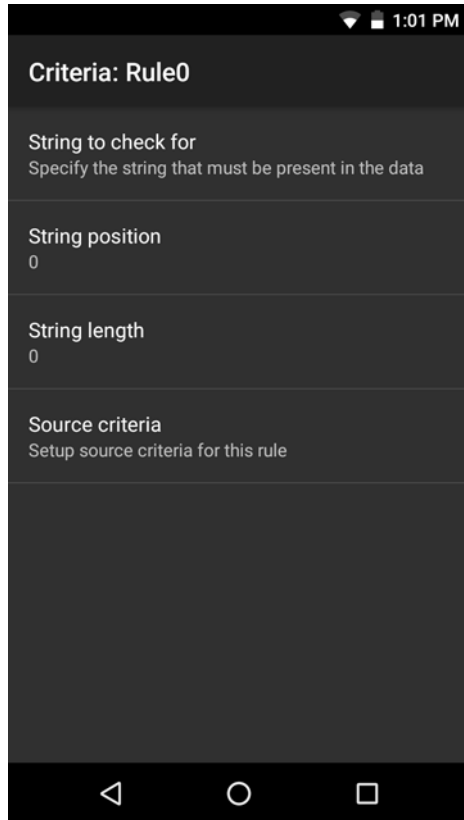 1:01 PM
Criteria: Rule0
String to check for
Specify the string that must be present in the data
String position
0
String length
0
Source criteria
Setup source criteria for this rule